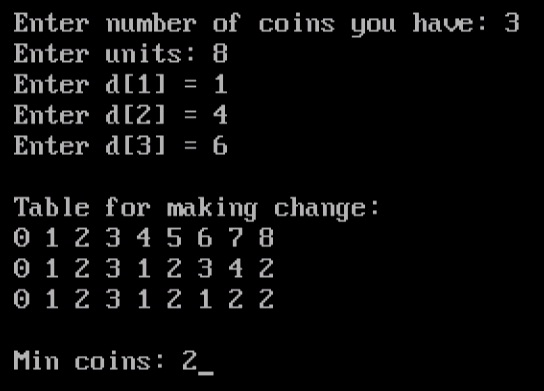 Enter number of coins you have: 3
Enter units: 8
Enter d[1] = 1
Enter d[2] = 4
Enter d[3] = 6
Table for making change:
0 1 2 3 4 5 6 7 8
0 1 2 3 1 2 3 4 2
0 1 2 3 1 2 1 2 2
Min coins: 2_